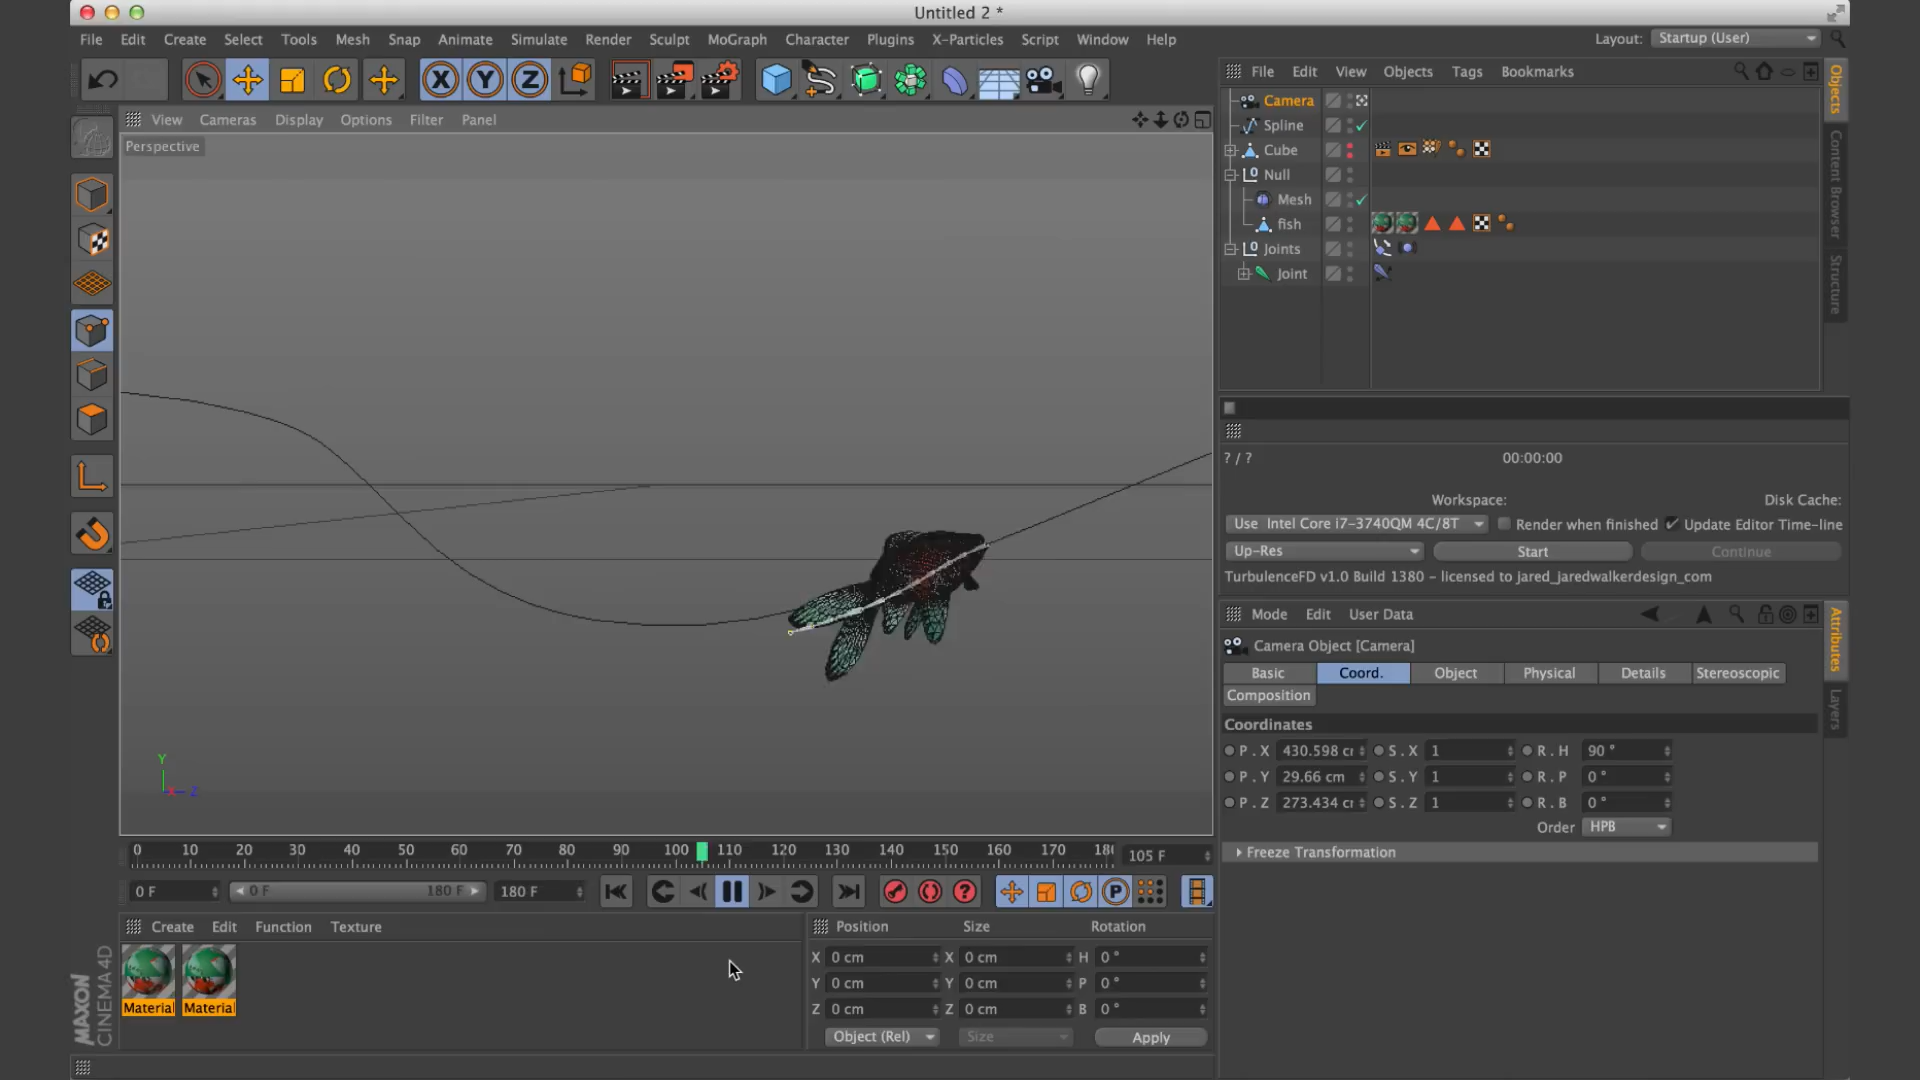 Untitled 2 *
File Edit Create Select Tools Mesh Snap Animate Simulate Render Sculpt MoGraph Character Plugins X-Particles Script Window Help
Layout: Startup (User)
X Y Z
File Edit View Objects Tags Bookmarks
View Cameras Display Options Filter Panel
Perspective
Camera
Spline
Cube
Null
Mesh
fish
Joints
Joint
Objects
Content Browser
Structure
? / ? 00:00:00
Workspace: Disk Cache:
Use Intel Core i7-3740QM 4C/8T Render when finished Update Editor Time-line
Up-Res Start Continue
TurbulenceFD v1.0 Build 1380 - licensed to jared_jaredwalkerdesign_com
Mode Edit User Data
Camera Object [Camera]
Basic Coord. Object Physical Details Stereoscopic
Composition
Attributes
Layers
Coordinates
P . X 430.598 cr S . X 1 R . H 90 °
P . Y 29.66 cm S . Y 1 R . P 0 °
P . Z 273.434 cr S . Z 1 R . B 0 °
Order HPB
Freeze Transformation
Y
Z
0 10 20 30 40 50 60 70 80 90 100 110 120 130 140 150 160 170 18 105 F
0 F 0 F 180 F 180 F
Create Edit Function Texture
Material Material
Position Size Rotation
X 0 cm X 0 cm H 0 °
Y 0 cm Y 0 cm P 0 °
Z 0 cm Z 0 cm B 0 °
Object (Rel) Size Apply
MAXON
CINEMA 4D